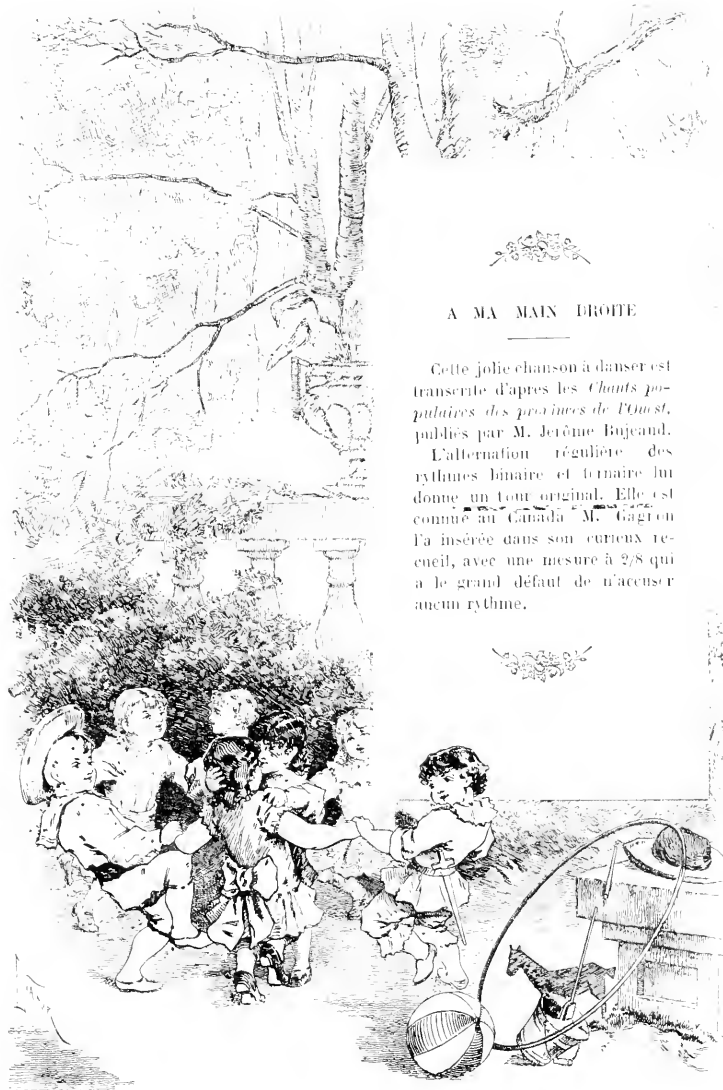 A MA MAIN DROITE
Cette jolie chanson à danser est
transcrite d'après les Chants po-
pulaires des provinces de l'Ouest,
publiés par M. Jérôme Bujeaud.
L'alternation régulière des
rythmes binaire et ternaire lui
donne un tour original. Elle est
connue au Canada M. Gagnon
l'a insérée dans son curieux re-
cueil, avec une mesure à 2/8 qui
a le grand défaut de n'accuser
aucun rythme.